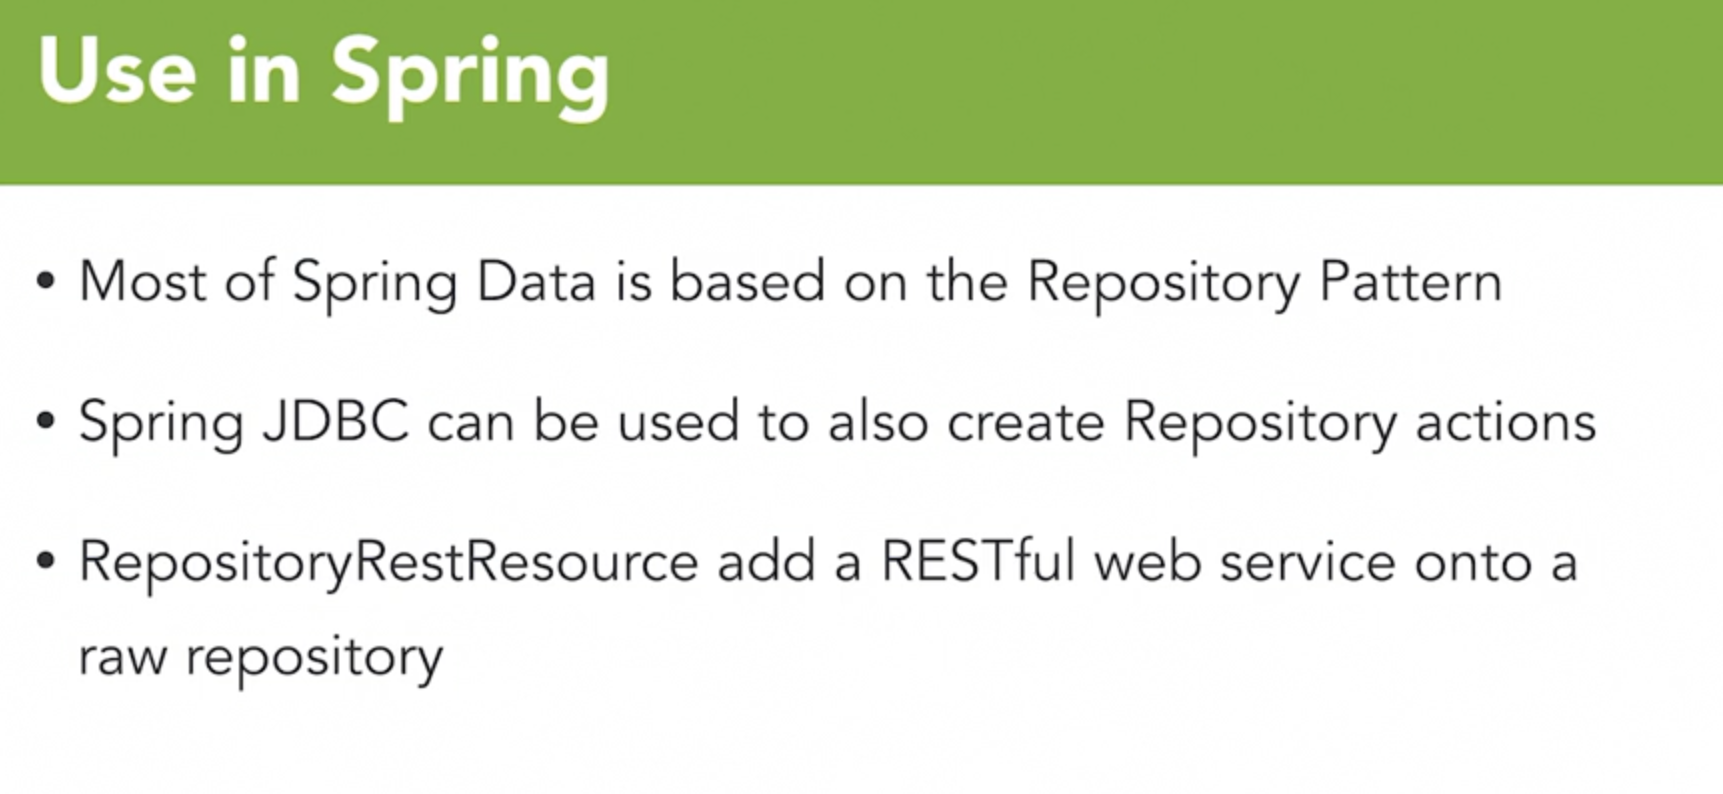 Use in Spring
• Most of Spring Data is based on the Repository Pattern
• Spring JDBC can be used to also create Repository actions
• RepositoryRestResource add a RESTful web service onto a
raw repository